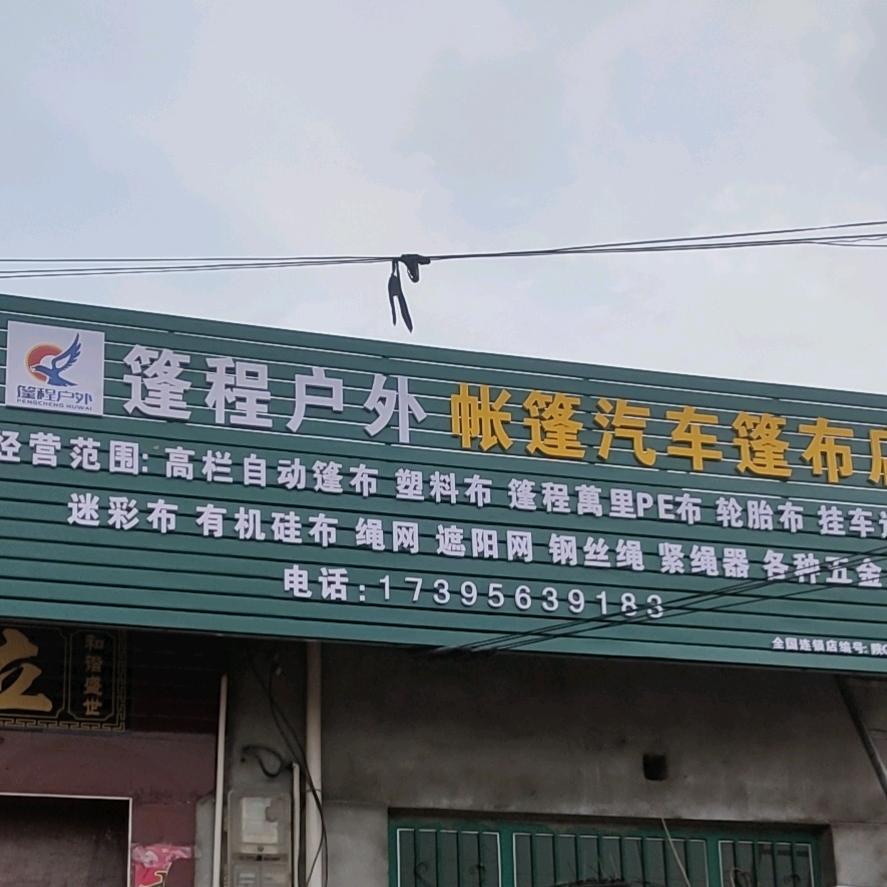 篷程户外
PENGCHENG HUWAI
篷程户外 帐篷汽车篷布店
经营范围: 高栏自动篷布 塑料布 篷程萬里PE布 轮胎布 挂车
迷彩布 有机硅布 绳网 遮阳网 钢丝绳 紧绳器 各种五金
电话:17395639183
全国连锁店编号:
和谐盛世